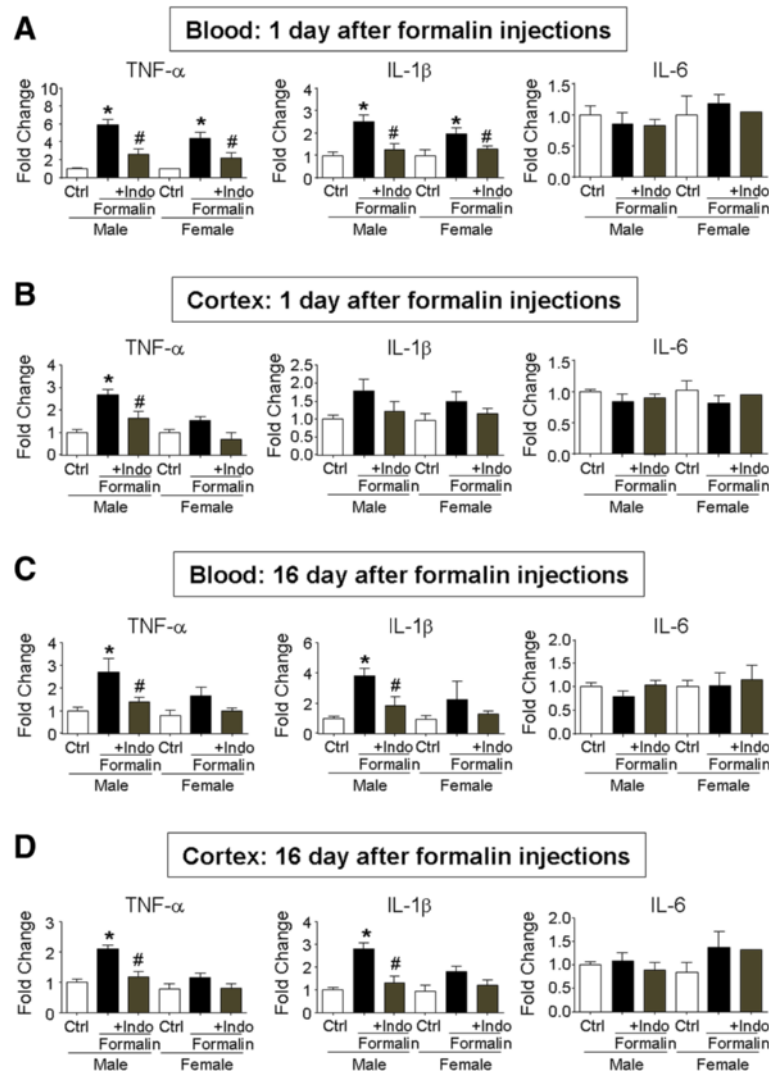 A
Blood: 1 day after formalin injections
TNF-α
IL-1β
IL-6
Fold Change
10
8
6
4
2
0
*
#
*
#
Ctrl
+Indo
Formalin
Male
Ctrl
+Indo
Formalin
Female
Fold Change
4
3
2
1
0
*
#
*
#
Ctrl
+Indo
Formalin
Male
Ctrl
+Indo
Formalin
Female
Fold Change
1.5
1.0
0.5
0.0
Ctrl
+Indo
Formalin
Male
Ctrl
+Indo
Formalin
Female
B
Cortex: 1 day after formalin injections
TNF-α
IL-1β
IL-6
Fold Change
4
3
2
1
0
*
#
Ctrl
+Indo
Formalin
Male
Ctrl
+Indo
Formalin
Female
Fold Change
2.5
2.0
1.5
1.0
0.5
0.0
Ctrl
+Indo
Formalin
Male
Ctrl
+Indo
Formalin
Female
Fold Change
1.5
1.0
0.5
0.0
Ctrl
+Indo
Formalin
Male
Ctrl
+Indo
Formalin
Female
C
Blood: 16 day after formalin injections
TNF-α
IL-1β
IL-6
Fold Change
4
3
2
1
0
*
#
Ctrl
+Indo
Formalin
Male
Ctrl
+Indo
Formalin
Female
Fold Change
6
4
2
0
*
#
Ctrl
+Indo
Formalin
Male
Ctrl
+Indo
Formalin
Female
Fold Change
2.0
1.5
1.0
0.5
0.0
Ctrl
+Indo
Formalin
Male
Ctrl
+Indo
Formalin
Female
D
Cortex: 16 day after formalin injections
TNF-α
IL-1β
IL-6
Fold Change
3
2
1
0
*
#
Ctrl
+Indo
Formalin
Male
Ctrl
+Indo
Formalin
Female
Fold Change
4
3
2
1
0
*
#
Ctrl
+Indo
Formalin
Male
Ctrl
+Indo
Formalin
Female
Fold Change
2.0
1.5
1.0
0.5
0.0
Ctrl
+Indo
Formalin
Male
Ctrl
+Indo
Formalin
Female